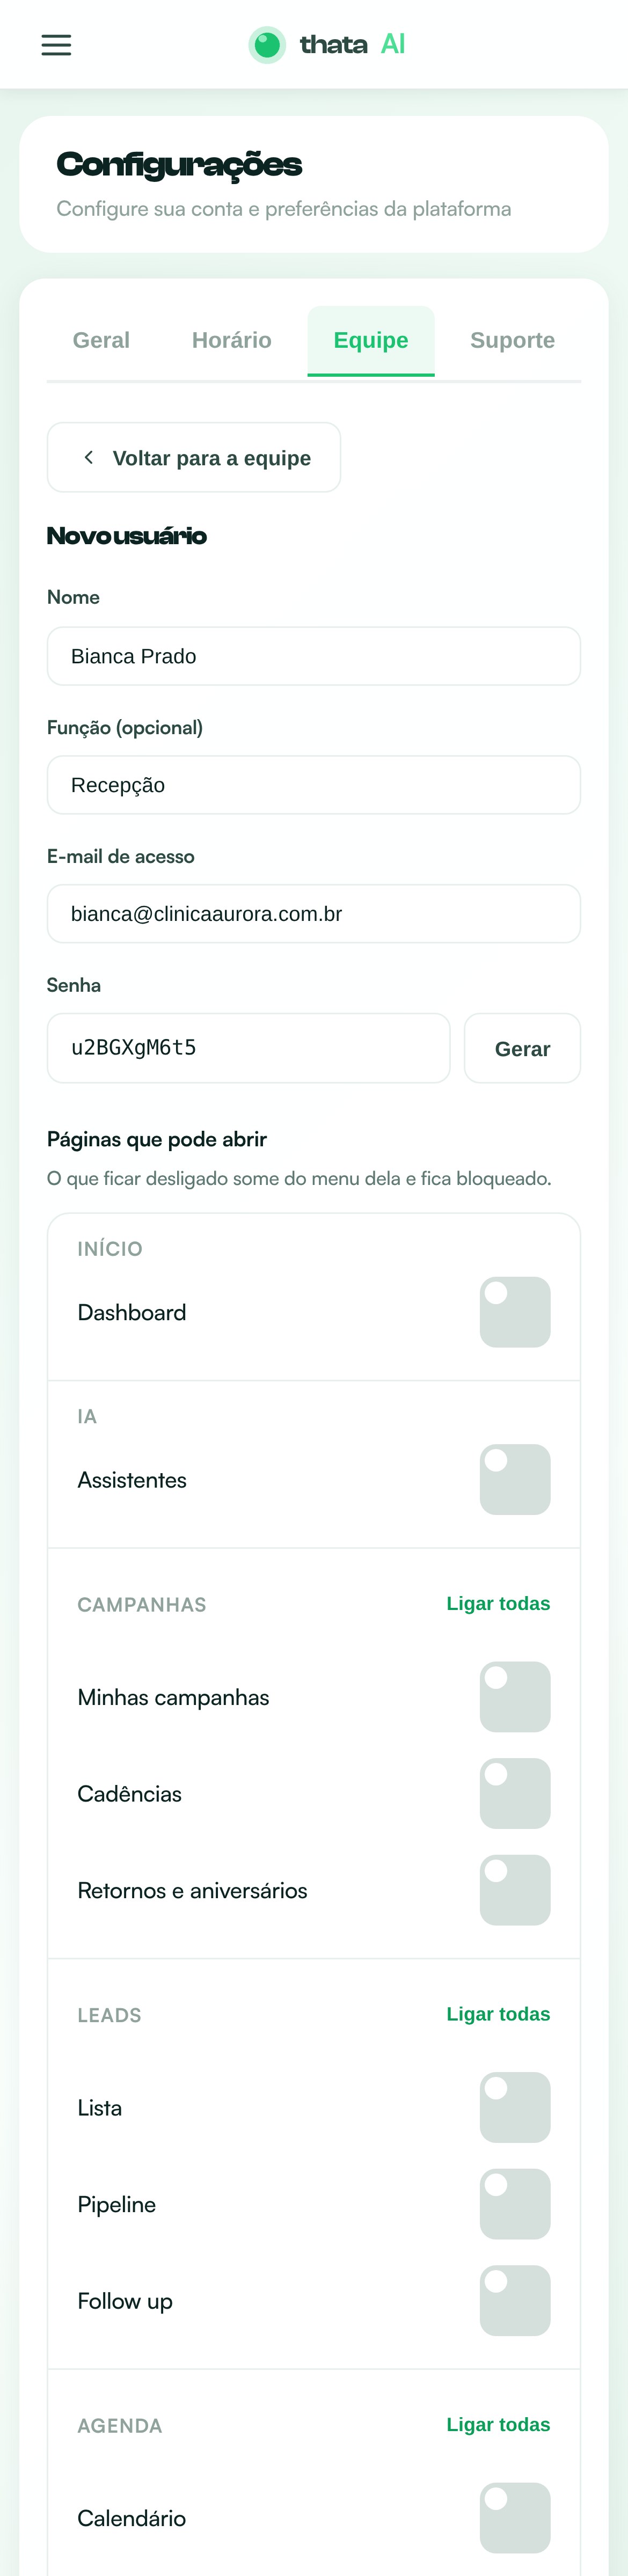 thata AI
Configurações
Configure sua conta e preferências da plataforma
Geral Horário Equipe Suporte
Voltar para a equipe
Novo usuário
Nome
Bianca Prado
Função (opcional)
Recepção
E-mail de acesso
bianca@clinicaaurora.com.br
Senha
u2BGXgM6t5 Gerar
Páginas que pode abrir
O que ficar desligado some do menu dela e fica bloqueado.
INÍCIO
Dashboard
IA
Assistentes
CAMPANHAS Ligar todas
Minhas campanhas
Cadências
Retornos e aniversários
LEADS Ligar todas
Lista
Pipeline
Follow up
AGENDA Ligar todas
Calendário